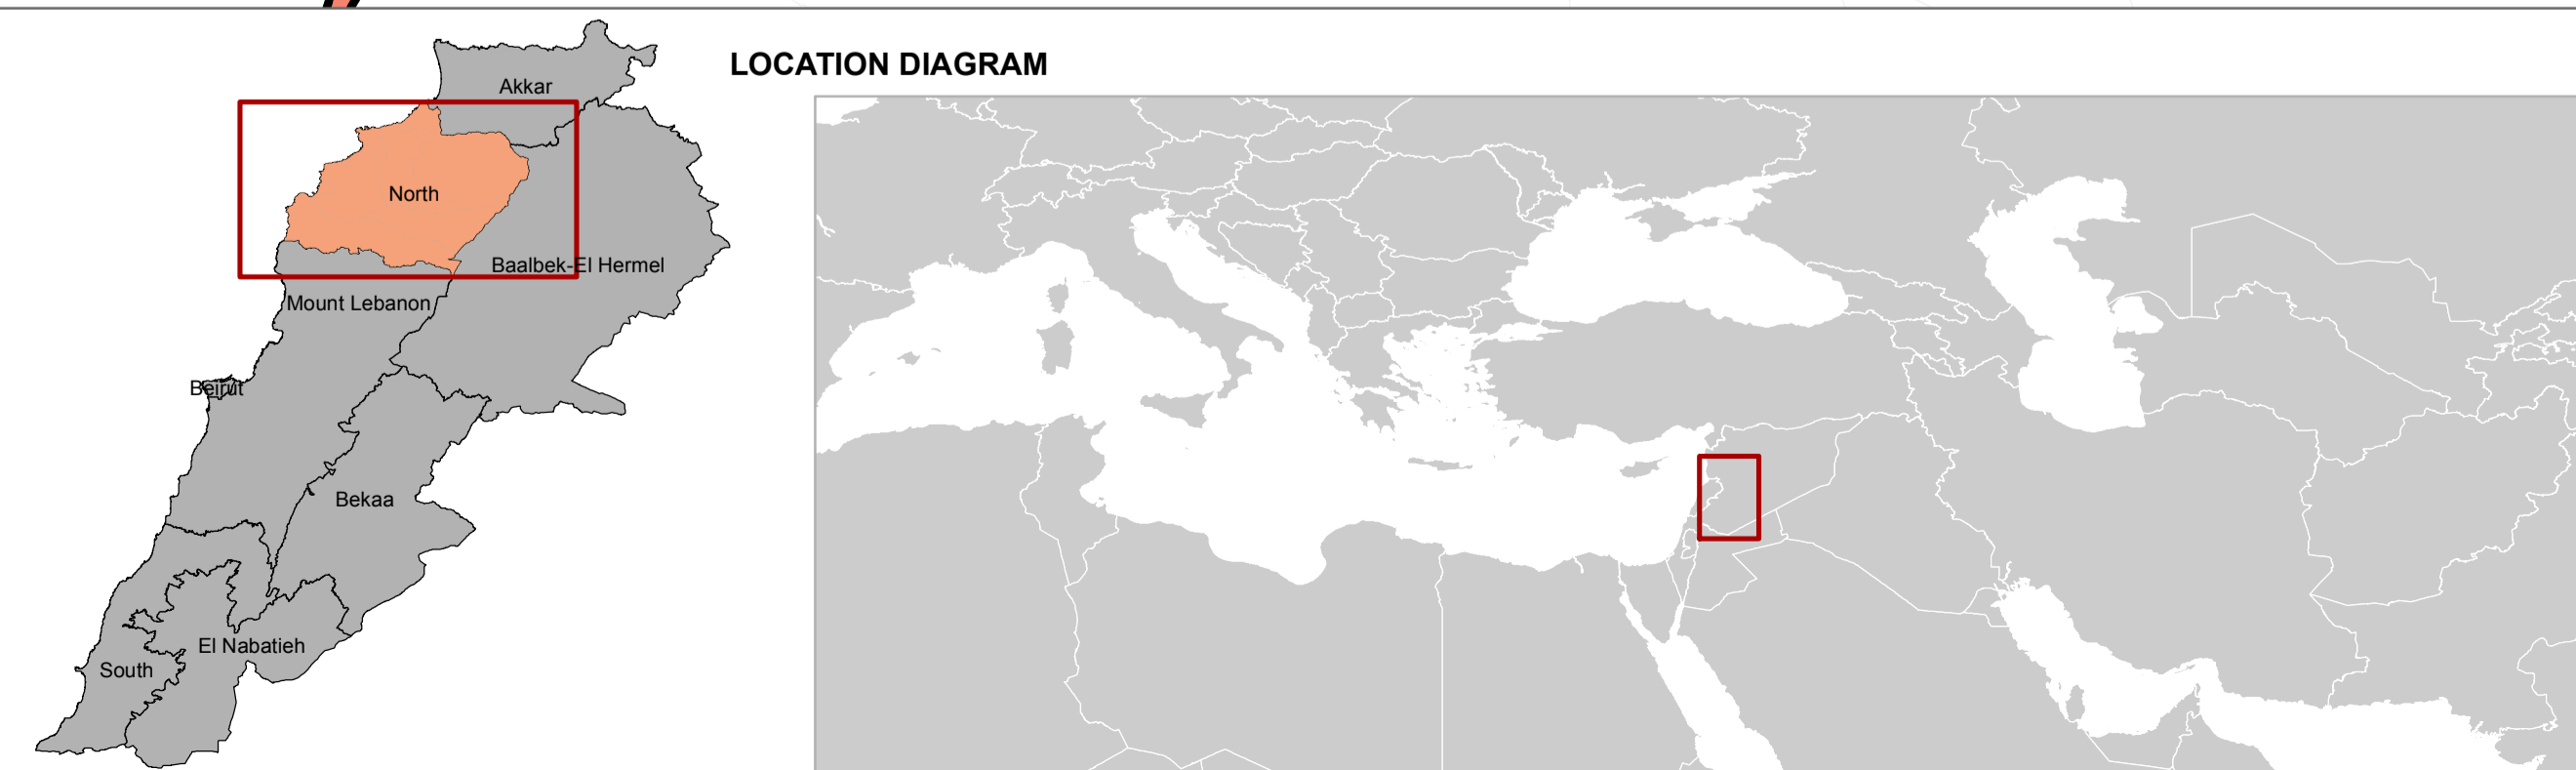 LOCATION DIAGRAM
Akkar
North
Baalbek-El Hermel
Mount Lebanon
Beirut
Bekaa
El Nabatieh
South